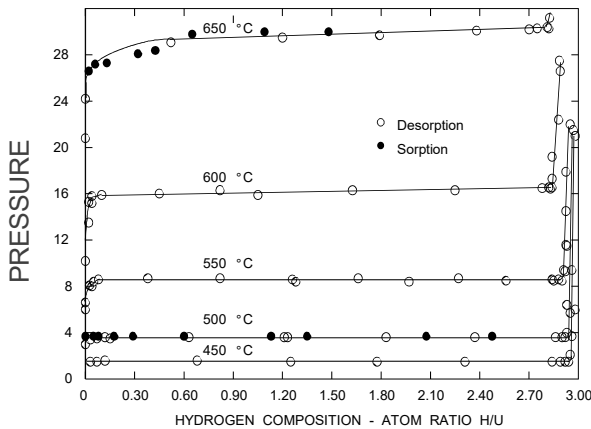 PRESSURE
28
24
20
16
12
8
4
0
650 °C
600 °C
550 °C
500 °C
450 °C
Desorption
Sorption
0 0.30 0.60 0.90 1.20 1.50 1.80 2.10 2.40 2.70 3.00
HYDROGEN COMPOSITION - ATOM RATIO H/U